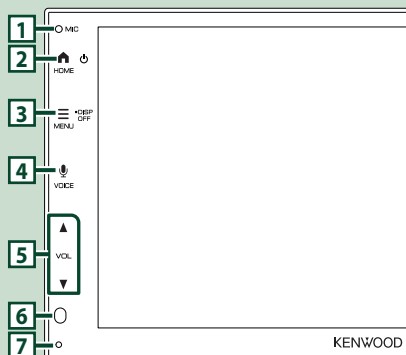 1
MIC
2
HOME
3
•DISP
OFF
MENU
4
VOICE
5
VOL
6
7
KENWOOD